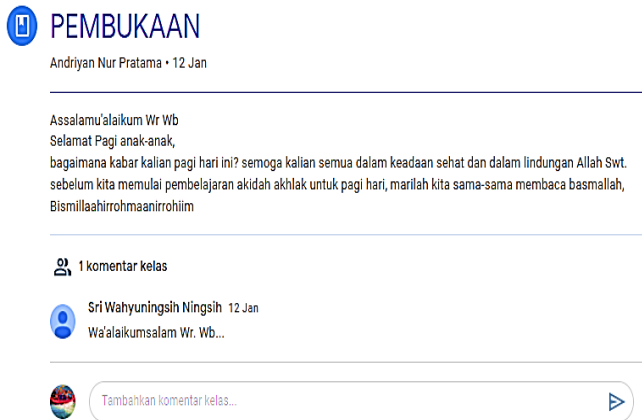 PEMBUKAAN
Andriyan Nur Pratama • 12 Jan
Assalamu'alaikum Wr Wb
Selamat Pagi anak-anak,
bagaimana kabar kalian pagi hari ini? semoga kalian semua dalam keadaan sehat dan dalam lindungan Allah Swt.
sebelum kita memulai pembelajaran akidah akhlak untuk pagi hari, marilah kita sama-sama membaca basmallah,
Bismillaahirrohmaanirrohiim
1 komentar kelas
Sri Wahyuningsih Ningsih 12 Jan
Wa'alaikumsalam Wr. Wb...
Tambahkan komentar kelas...